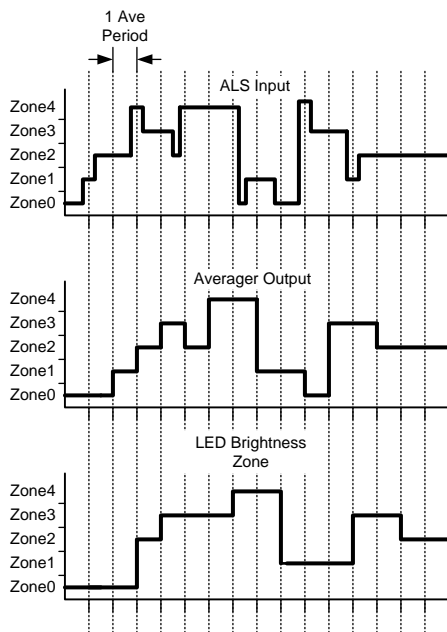 1 Ave
Period
ALS Input
Zone4
Zone3
Zone2
Zone1
Zone0
Averager Output
Zone4
Zone3
Zone2
Zone1
Zone0
LED Brightness
Zone
Zone4
Zone3
Zone2
Zone1
Zone0